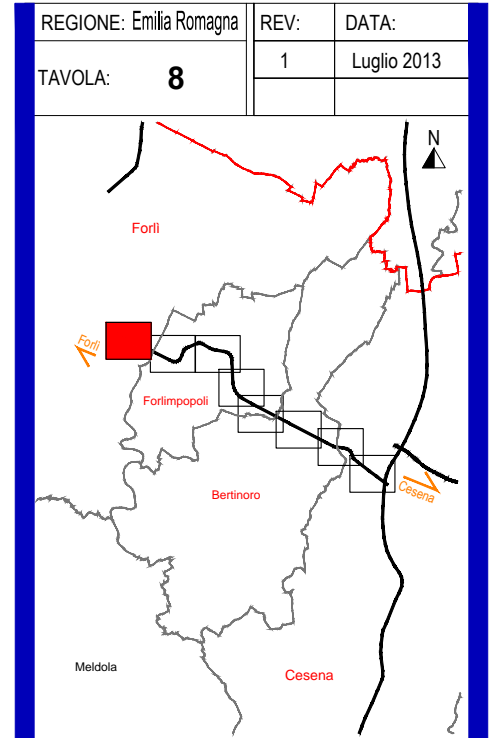 REGIONE: Emilia Romagna REV: DATA:
TAVOLA: 8 1 Luglio 2013
N
Forlì
Forlì
Forlimpopoli
Bertinoro
Cesena
Meldola
Cesena